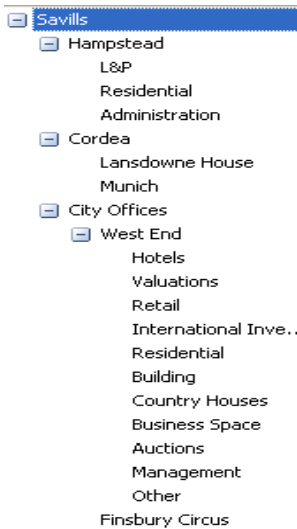 Savills
Hampstead
L&P
Residential
Administration
Cordea
Lansdowne House
Munich
City Offices
West End
Hotels
Valuations
Retail
International Inve..
Residential
Building
Country Houses
Business Space
Auctions
Management
Other
Finsbury Circus